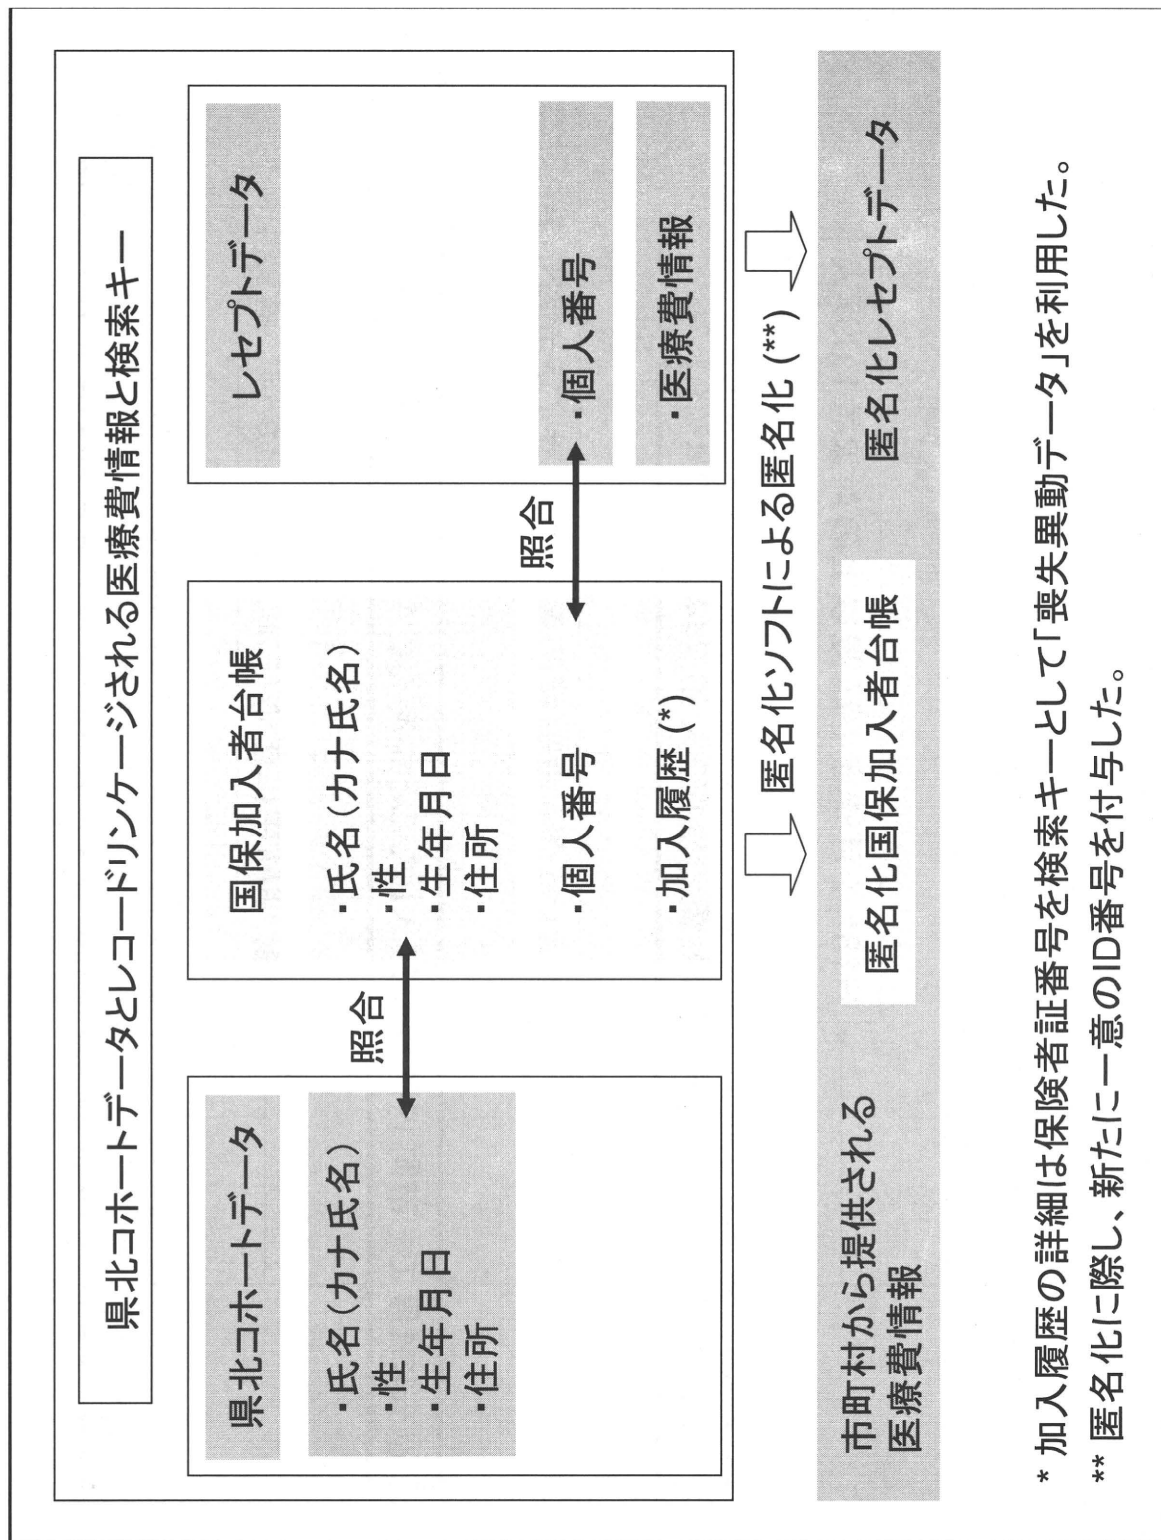 県北コホートデータとレコードリンケージされる医療費情報と検索キー
県北コホートデータ
・氏名(カナ氏名)
・性
・生年月日
・住所
照合
国保加入者台帳
・氏名(カナ氏名)
・性
・生年月日
・住所
・個人番号
・加入履歴 (*)
照合
レセプトデータ
・個人番号
・医療費情報
匿名化ソフトによる匿名化 (**)
市町村から提供される
医療費情報
匿名化国保加入者台帳
匿名化レセプトデータ
* 加入履歴の詳細は保険者証番号を検索キーとして「喪失異動データ」を利用した。
** 匿名化に際し、新たに一意のID番号を付与した。